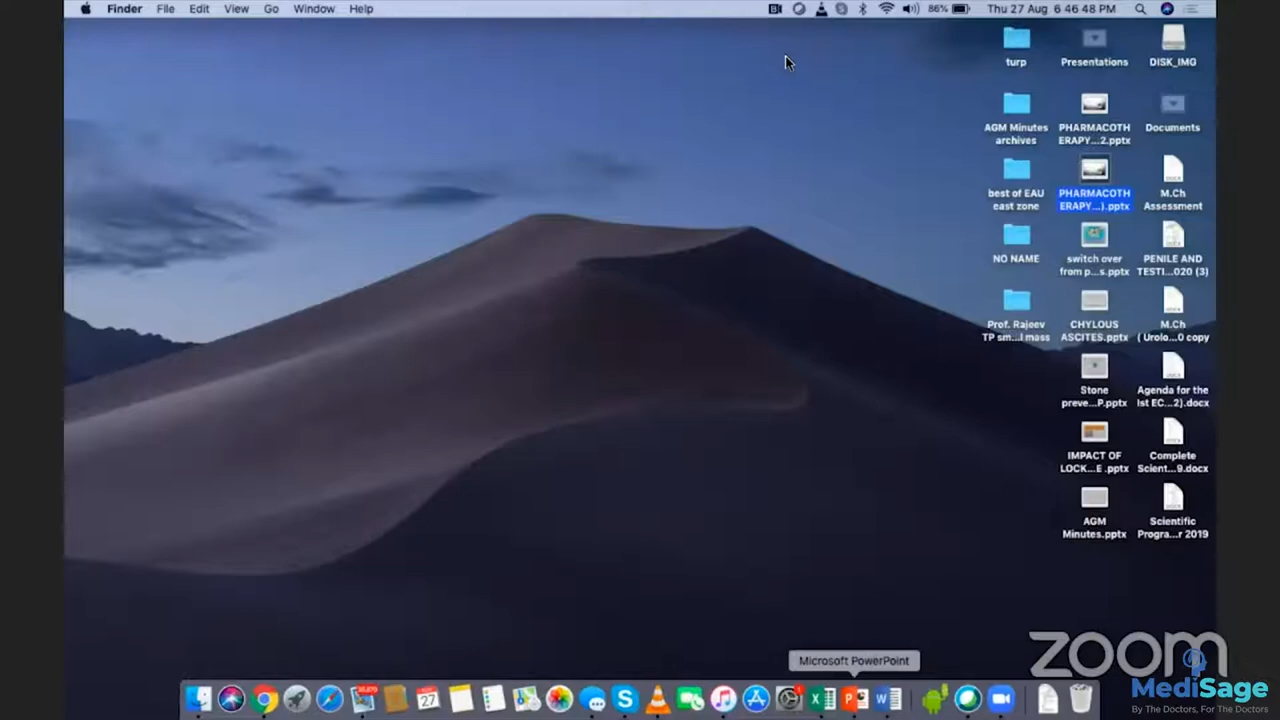 Finder File Edit View Go Window Help
86% Thu 27 Aug 6 46 48 PM
turp
Presentations
DISK_IMG
AGM Minutes
archives
PHARMACOTH
ERAPY...2.pptx
Documents
best of EAU
east zone
PHARMACOTH
ERAPY...).pptx
M.Ch
Assessment
NO NAME
switch over
from p...s.pptx
PENILE AND
TESTI...020 (3)
Prof. Rajeev
TP sm...l mass
CHYLOUS
ASCITES.pptx
M.Ch
( Urolo...0 copy
Stone
preve...P.pptx
Agenda for the
Ist EC...2).docx
IMPACT OF
LOCK...E .pptx
Complete
Scient...9.docx
AGM
Minutes.pptx
Scientific
Progra...r 2019
Microsoft PowerPoint
27
zoom
MediSage
By The Doctors, For The Doctors